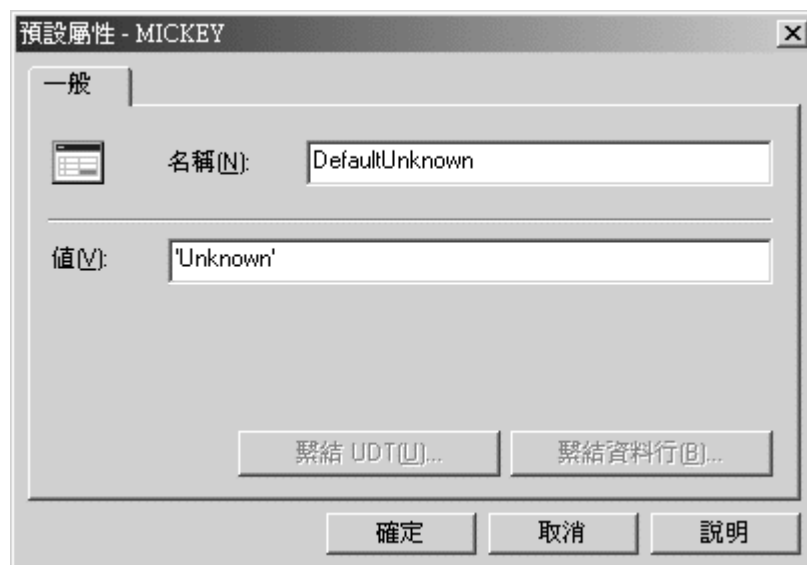 預設屬性 - MICKEY
一般
名稱(N): DefaultUnknown
值(V): 'Unknown'
繫結 UDT(U)... 繫結資料行(B)...
確定 取消 說明